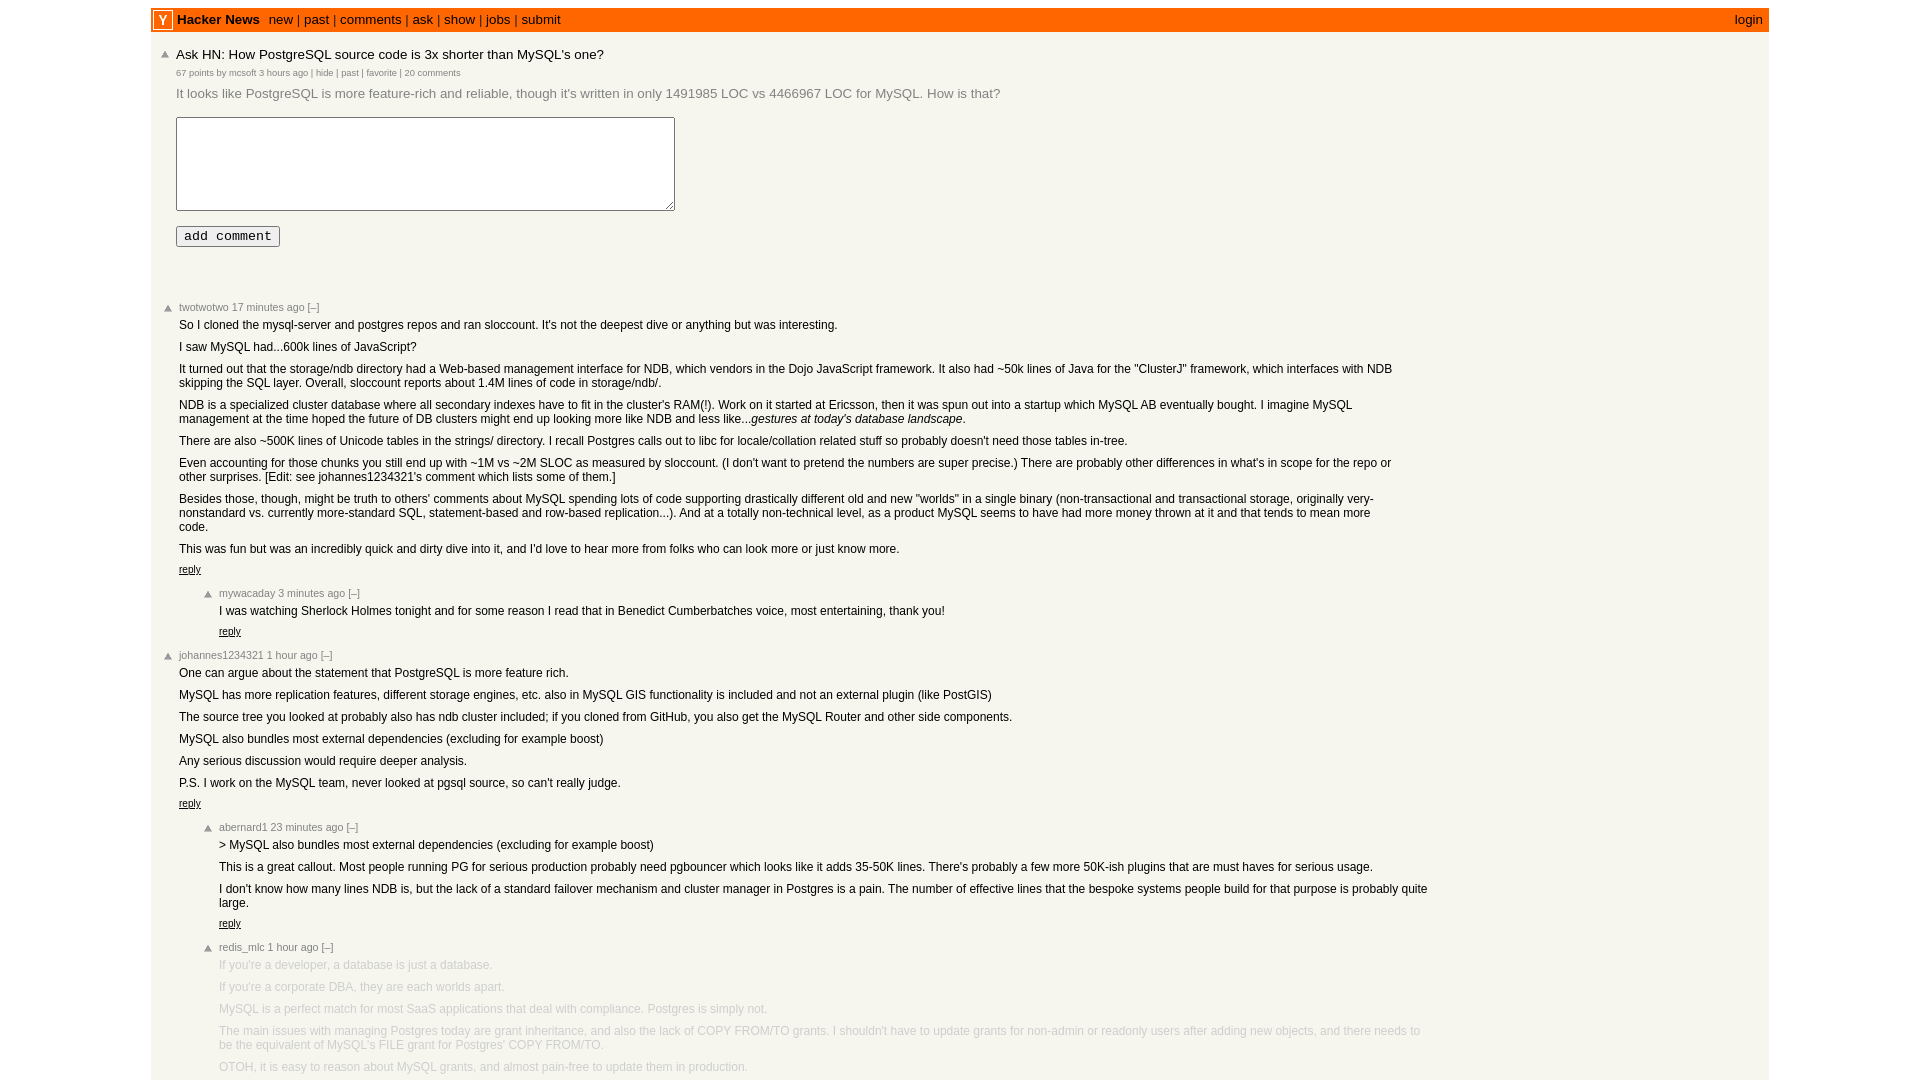 Y Hacker News new | past | comments | ask | show | jobs | submit login
Ask HN: How PostgreSQL source code is 3x shorter than MySQL's one?
67 points by mcsoft 3 hours ago | hide | past | favorite | 20 comments
It looks like PostgreSQL is more feature-rich and reliable, though it's written in only 1491985 LOC vs 4466967 LOC for MySQL. How is that?
add comment
twotwotwo 17 minutes ago [–]
So I cloned the mysql-server and postgres repos and ran sloccount. It's not the deepest dive or anything but was interesting.
I saw MySQL had...600k lines of JavaScript?
It turned out that the storage/ndb directory had a Web-based management interface for NDB, which vendors in the Dojo JavaScript framework. It also had ~50k lines of Java for the "ClusterJ" framework, which interfaces with NDB
skipping the SQL layer. Overall, sloccount reports about 1.4M lines of code in storage/ndb/.
NDB is a specialized cluster database where all secondary indexes have to fit in the cluster's RAM(!). Work on it started at Ericsson, then it was spun out into a startup which MySQL AB eventually bought. I imagine MySQL
management at the time hoped the future of DB clusters might end up looking more like NDB and less like...gestures at today's database landscape.
There are also ~500K lines of Unicode tables in the strings/ directory. I recall Postgres calls out to libc for locale/collation related stuff so probably doesn't need those tables in-tree.
Even accounting for those chunks you still end up with ~1M vs ~2M SLOC as measured by sloccount. (I don't want to pretend the numbers are super precise.) There are probably other differences in what's in scope for the repo or
other surprises. [Edit: see johannes1234321's comment which lists some of them.]
Besides those, though, might be truth to others' comments about MySQL spending lots of code supporting drastically different old and new "worlds" in a single binary (non-transactional and transactional storage, originally very-
nonstandard vs. currently more-standard SQL, statement-based and row-based replication...). And at a totally non-technical level, as a product MySQL seems to have had more money thrown at it and that tends to mean more
code.
This was fun but was an incredibly quick and dirty dive into it, and I'd love to hear more from folks who can look more or just know more.
reply
mywacaday 3 minutes ago [–]
I was watching Sherlock Holmes tonight and for some reason I read that in Benedict Cumberbatches voice, most entertaining, thank you!
reply
johannes1234321 1 hour ago [–]
One can argue about the statement that PostgreSQL is more feature rich.
MySQL has more replication features, different storage engines, etc. also in MySQL GIS functionality is included and not an external plugin (like PostGIS)
The source tree you looked at probably also has ndb cluster included; if you cloned from GitHub, you also get the MySQL Router and other side components.
MySQL also bundles most external dependencies (excluding for example boost)
Any serious discussion would require deeper analysis.
P.S. I work on the MySQL team, never looked at pgsql source, so can't really judge.
reply
abernard1 23 minutes ago [–]
> MySQL also bundles most external dependencies (excluding for example boost)
This is a great callout. Most people running PG for serious production probably need pgbouncer which looks like it adds 35-50K lines. There's probably a few more 50K-ish plugins that are must haves for serious usage.
I don't know how many lines NDB is, but the lack of a standard failover mechanism and cluster manager in Postgres is a pain. The number of effective lines that the bespoke systems people build for that purpose is probably quite
large.
reply
redis_mlc 1 hour ago [–]
If you're a developer, a database is just a database.
If you're a corporate DBA, they are each worlds apart.
MySQL is a perfect match for most SaaS applications that deal with compliance. Postgres is simply not.
The main issues with managing Postgres today are grant inheritance, and also the lack of COPY FROM/TO grants. I shouldn't have to update grants for non-admin or readonly users after adding new objects, and there needs to
be the equivalent of MySQL's FILE grant for Postgres' COPY FROM/TO.
OTOH, it is easy to reason about MySQL grants, and almost pain-free to update them in production.